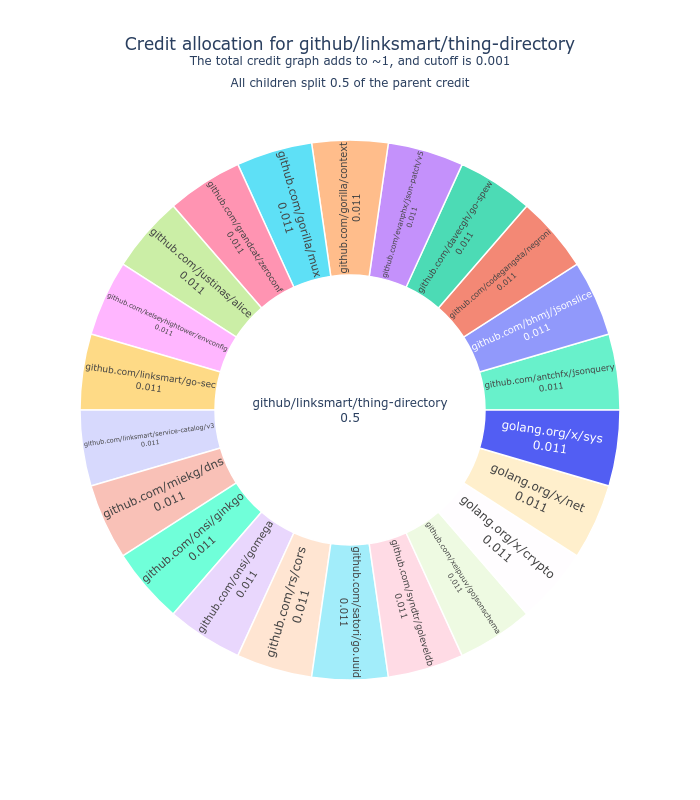 Credit allocation for github/linksmart/thing-directory
The total credit graph adds to ~1, and cutoff is 0.001
All children split 0.5 of the parent credit
github/linksmart/thing-directory
0.5
github.com/antchfx/jsonquery
0.011
github.com/bhmj/jsonslice
0.011
github.com/codegangsta/negroni
0.011
github.com/davecgh/go-spew
0.011
github.com/evanphx/json-patch/v5
0.011
github.com/gorilla/context
0.011
github.com/gorilla/mux
0.011
github.com/grandcat/zeroconf
0.011
github.com/justinas/alice
0.011
github.com/kelseyhightower/envconfig
0.011
github.com/linksmart/go-sec
0.011
github.com/linksmart/service-catalog/v3
0.011
github.com/miekg/dns
0.011
github.com/onsi/ginkgo
0.011
github.com/onsi/gomega
0.011
github.com/rs/cors
0.011
github.com/satori/go.uuid
0.011
github.com/syndtr/goleveldb
0.011
github.com/xeipuuv/gojsonschema
0.011
golang.org/x/crypto
0.011
golang.org/x/net
0.011
golang.org/x/sys
0.011